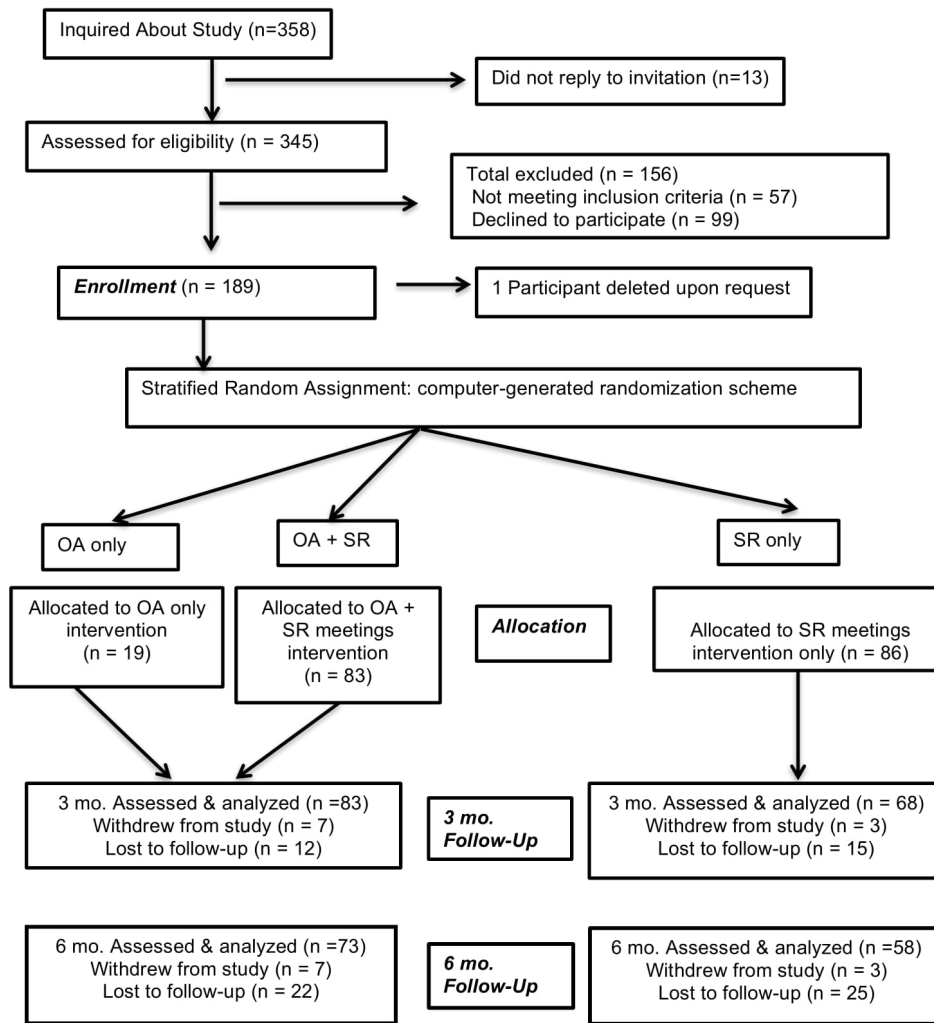 Inquired About Study (n=358)
Did not reply to invitation (n=13)
Assessed for eligibility (n = 345)
Total excluded (n = 156)
Not meeting inclusion criteria (n = 57)
Declined to participate (n = 99)
Enrollment (n = 189)
1 Participant deleted upon request
Stratified Random Assignment: computer-generated randomization scheme
OA only
OA + SR
SR only
Allocated to OA only
intervention
(n = 19)
Allocated to OA +
SR meetings
intervention
(n = 83)
Allocation
Allocated to SR meetings
intervention only (n = 86)
3 mo. Assessed & analyzed (n =83)
Withdrew from study (n = 7)
Lost to follow-up (n = 12)
3 mo.
Follow-Up
3 mo. Assessed & analyzed (n = 68)
Withdrew from study (n = 3)
Lost to follow-up (n = 15)
6 mo. Assessed & analyzed (n =73)
Withdrew from study (n = 7)
Lost to follow-up (n = 22)
6 mo.
Follow-Up
6 mo. Assessed & analyzed (n =58)
Withdrew from study (n = 3)
Lost to follow-up (n = 25)